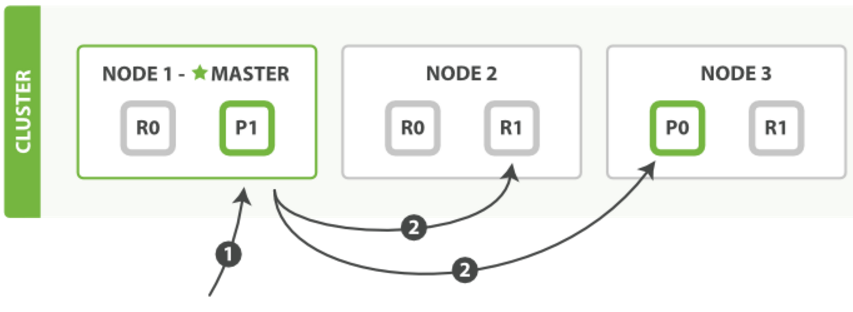 CLUSTER
NODE 1 - ★ MASTER
R0 P1
NODE 2
R0 R1
NODE 3
P0 R1
1
2
2